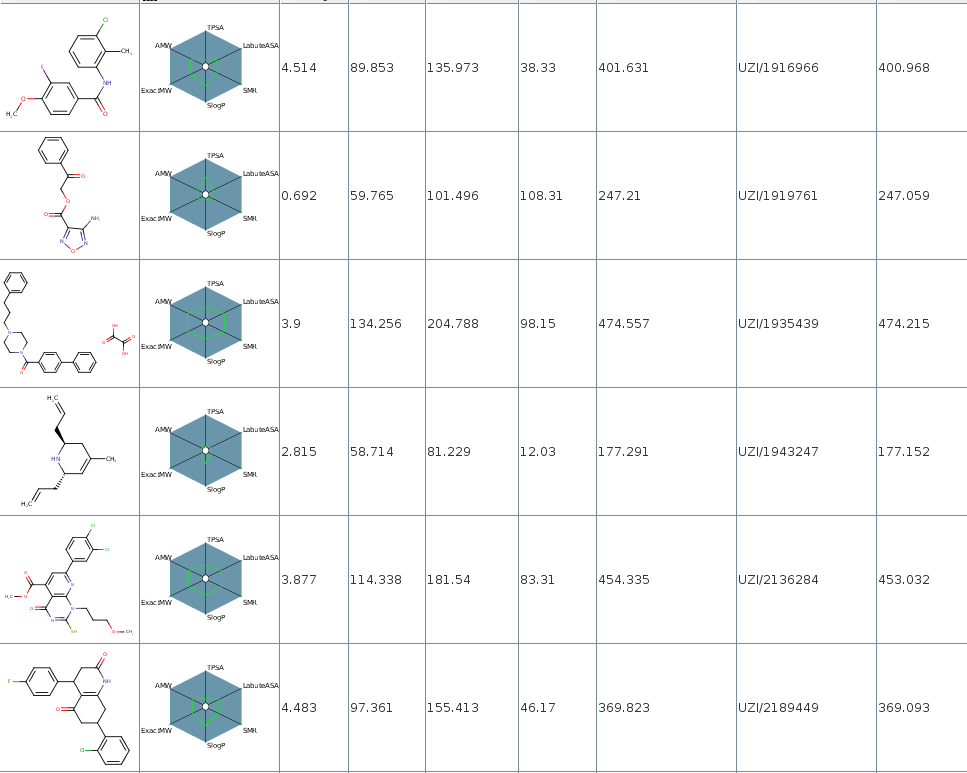 Cl
CH₃
I
NH
O
H₃C
O
TPSA
AMW
LabuteASA
ExactMW
SMR
SlogP
4.514
89.853
135.973
38.33
401.631
UZI/1916966
400.968
O
O
O
NH₂
N
N
O
TPSA
AMW
LabuteASA
ExactMW
SMR
SlogP
0.692
59.765
101.496
108.31
247.21
UZI/1919761
247.059
N
N
O
OH
O
O
OH
TPSA
AMW
LabuteASA
ExactMW
SMR
SlogP
3.9
134.256
204.788
98.15
474.557
UZI/1935439
474.215
H₂C
NH
CH₃
H₂C
TPSA
AMW
LabuteASA
ExactMW
SMR
SlogP
2.815
58.714
81.229
12.03
177.291
UZI/1943247
177.152
Cl
Cl
O
H₃C
O
N
O
N
N
SH
O
CH₃
TPSA
AMW
LabuteASA
ExactMW
SMR
SlogP
3.877
114.338
181.54
83.31
454.335
UZI/2136284
453.032
O
F
NH
O
Cl
TPSA
AMW
LabuteASA
ExactMW
SMR
SlogP
4.483
97.361
155.413
46.17
369.823
UZI/2189449
369.093